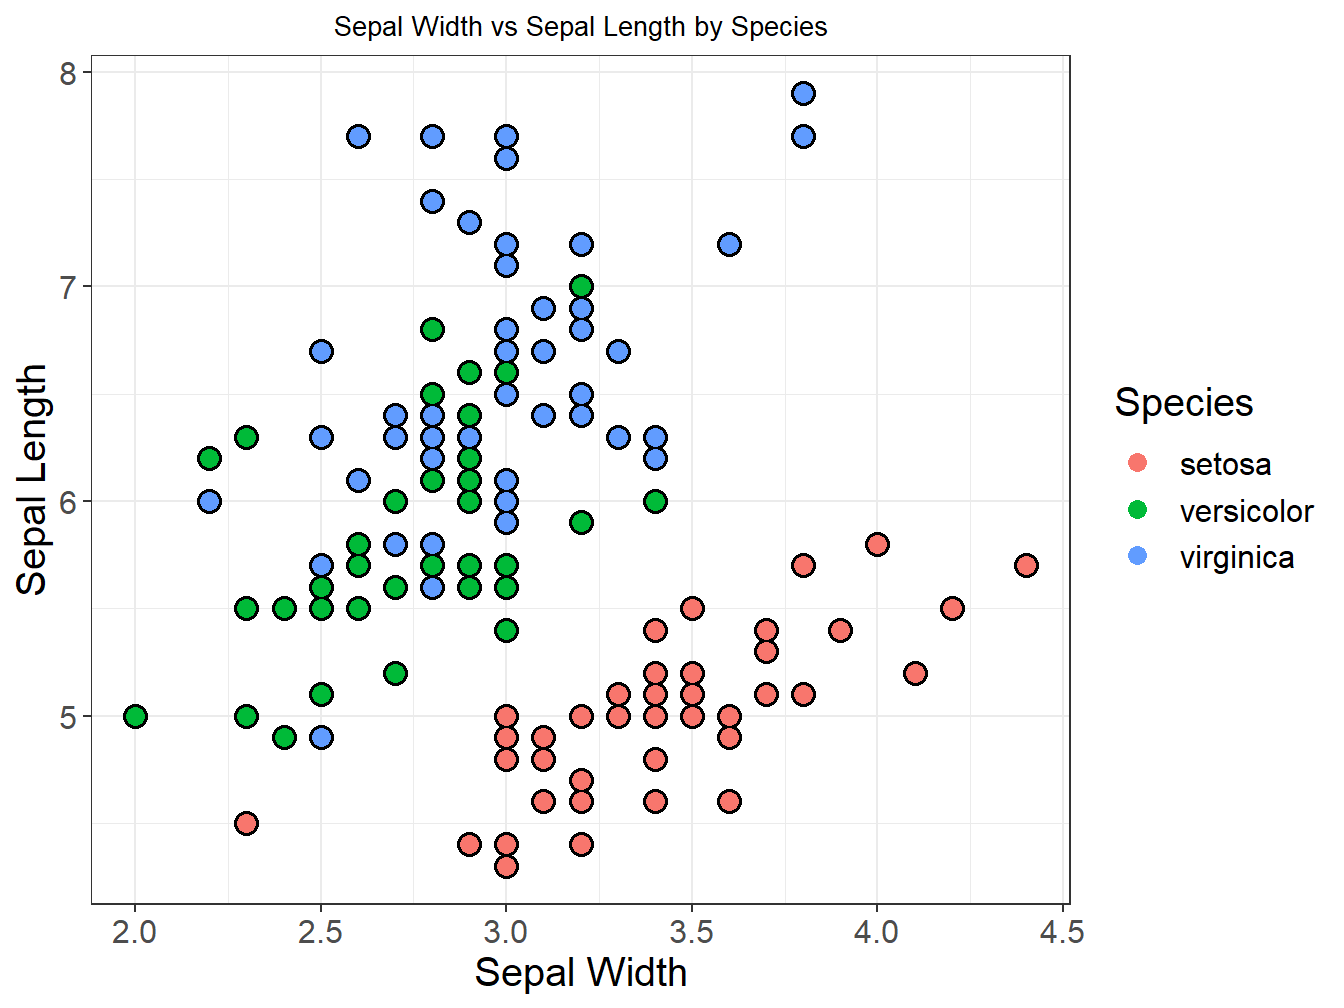 Sepal Width vs Sepal Length by Species
8
7
6
5
Sepal Length
2.0 2.5 3.0 3.5 4.0 4.5
Sepal Width
Species
setosa
versicolor
virginica